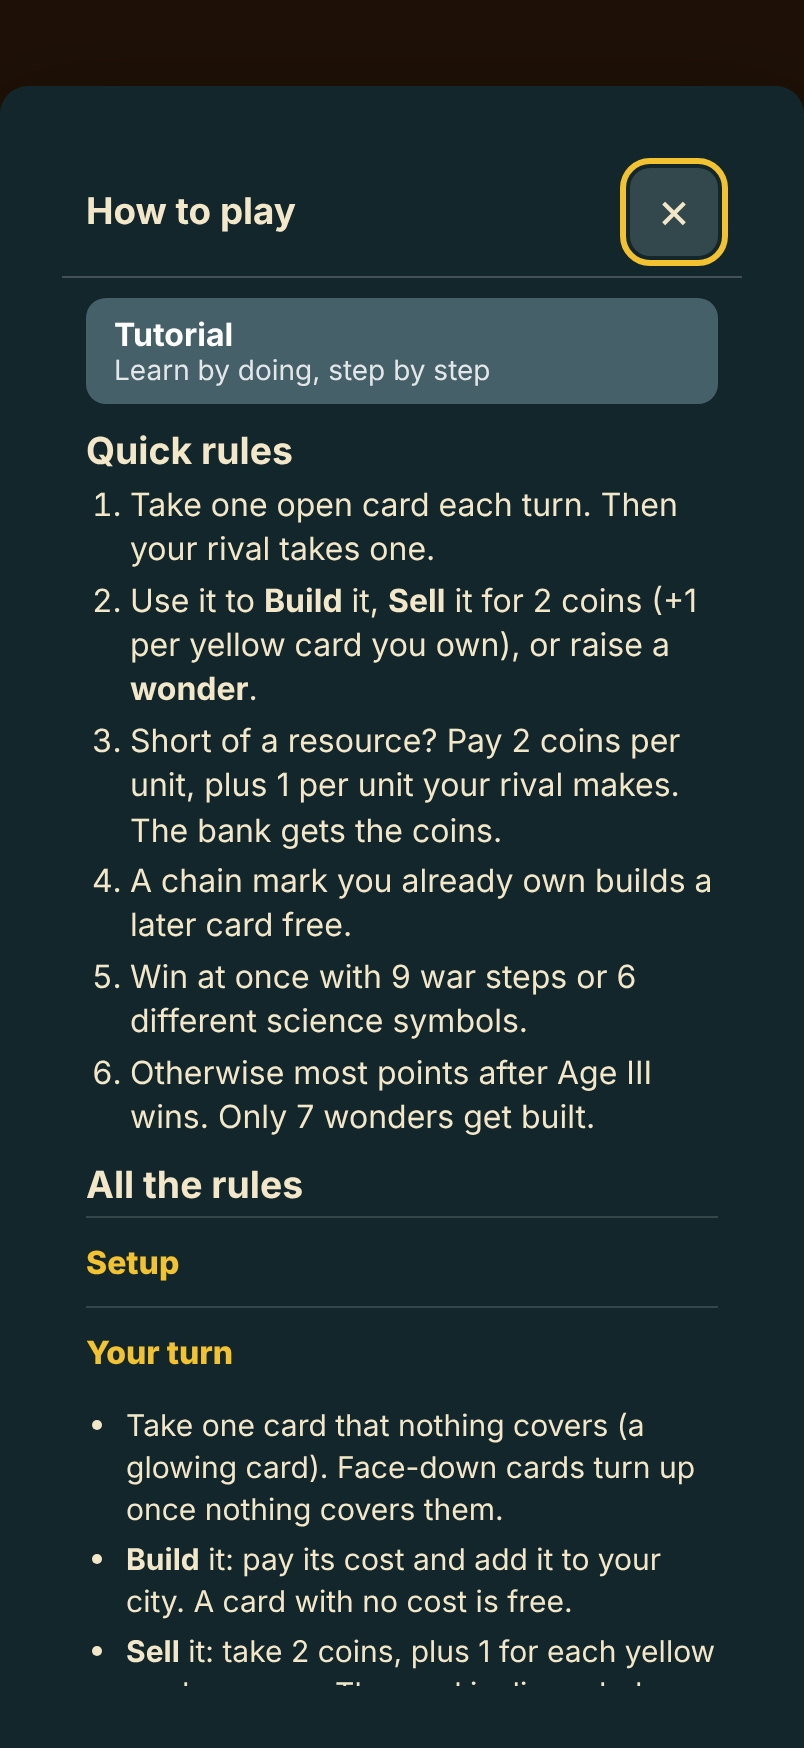 How to play
×
Tutorial
Learn by doing, step by step
Quick rules
1. Take one open card each turn. Then
your rival takes one.
2. Use it to Build it, Sell it for 2 coins (+1
per yellow card you own), or raise a
wonder.
3. Short of a resource? Pay 2 coins per
unit, plus 1 per unit your rival makes.
The bank gets the coins.
4. A chain mark you already own builds a
later card free.
5. Win at once with 9 war steps or 6
different science symbols.
6. Otherwise most points after Age III
wins. Only 7 wonders get built.
All the rules
Setup
Your turn
• Take one card that nothing covers (a
glowing card). Face-down cards turn up
once nothing covers them.
• Build it: pay its cost and add it to your
city. A card with no cost is free.
• Sell it: take 2 coins, plus 1 for each yellow